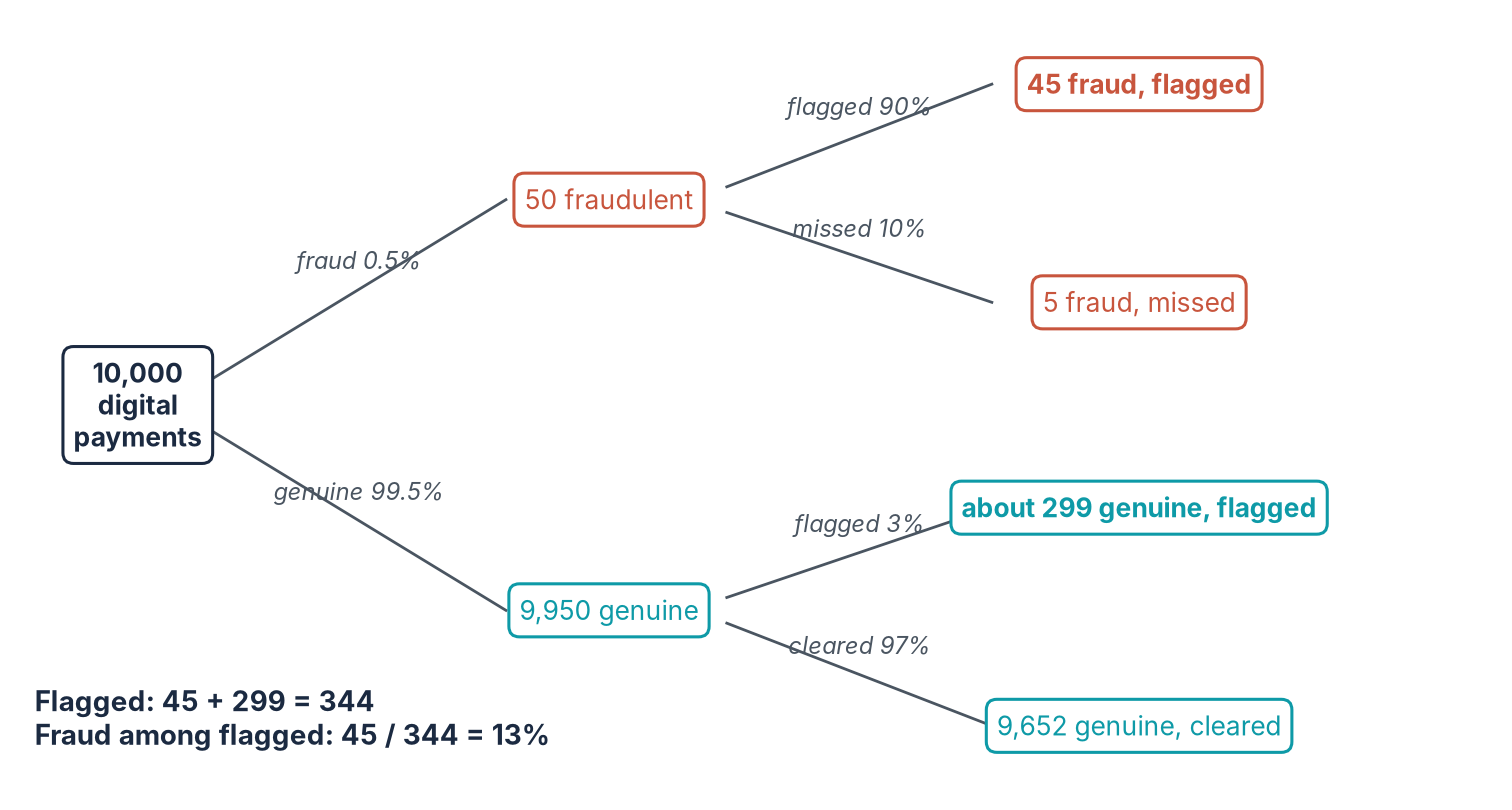 45 fraud, flagged
flagged 90%
50 fraudulent
missed 10%
fraud 0.5%
5 fraud, missed
10,000
digital
payments
genuine 99.5%
about 299 genuine, flagged
flagged 3%
9,950 genuine
cleared 97%
9,652 genuine, cleared
Flagged: 45 + 299 = 344
Fraud among flagged: 45 / 344 = 13%